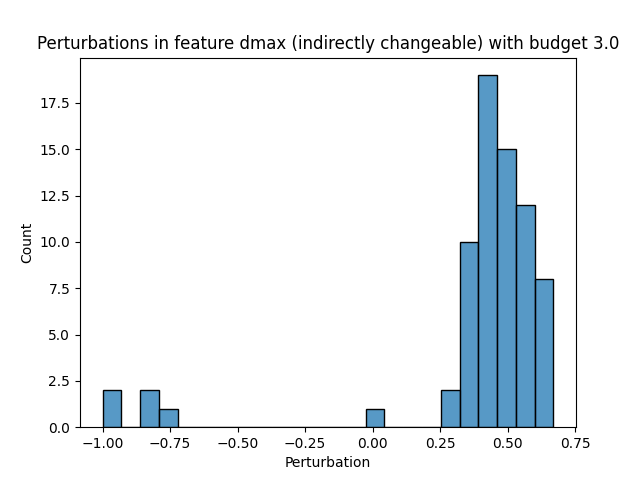 Perturbations in feature dmax (indirectly changeable) with budget 3.0
Count
17.5
15.0
12.5
10.0
7.5
5.0
2.5
0.0
−1.00 −0.75 −0.50 −0.25 0.00 0.25 0.50 0.75
Perturbation